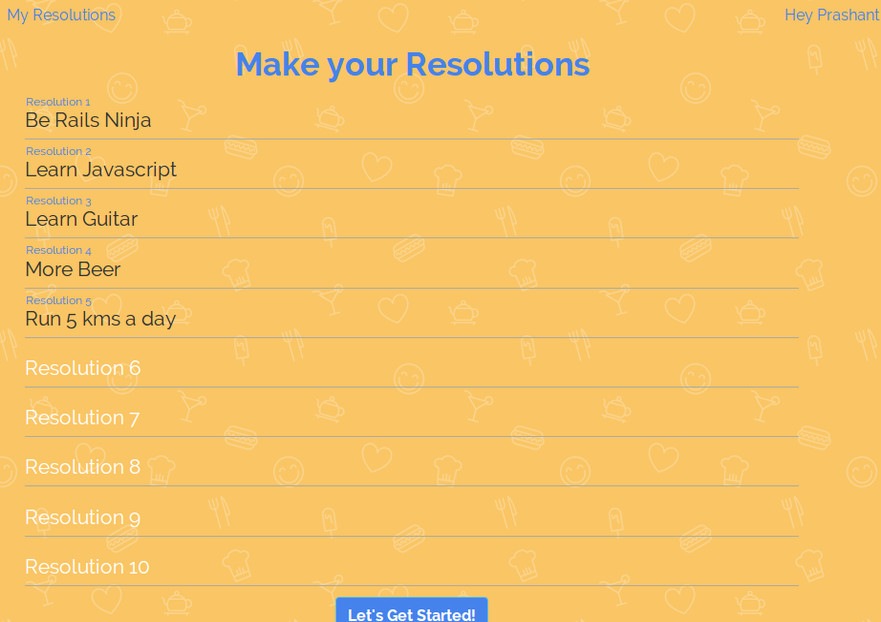 My Resolutions
Hey Prashant
Make your Resolutions
Resolution 1
Be Rails Ninja
Resolution 2
Learn Javascript
Resolution 3
Learn Guitar
Resolution 4
More Beer
Resolution 5
Run 5 kms a day
Resolution 6
Resolution 7
Resolution 8
Resolution 9
Resolution 10
Let's Get Started!